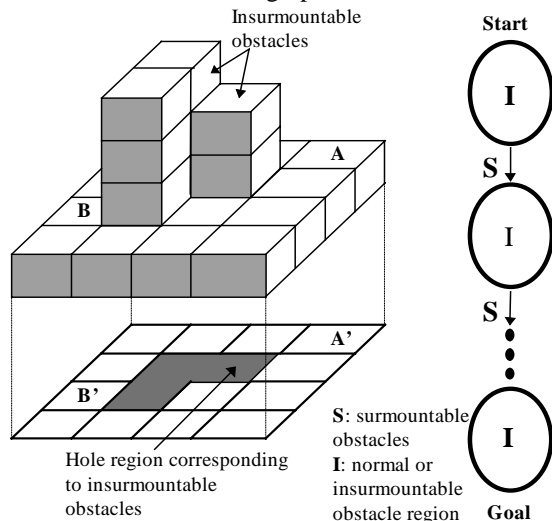 Insurmountable
obstacles
A
B
A'
B'
Hole region corresponding
to insurmountable
obstacles
Start
I
S
I
S
I
Goal
S: surmountable
obstacles
I: normal or
insurmountable
obstacle region